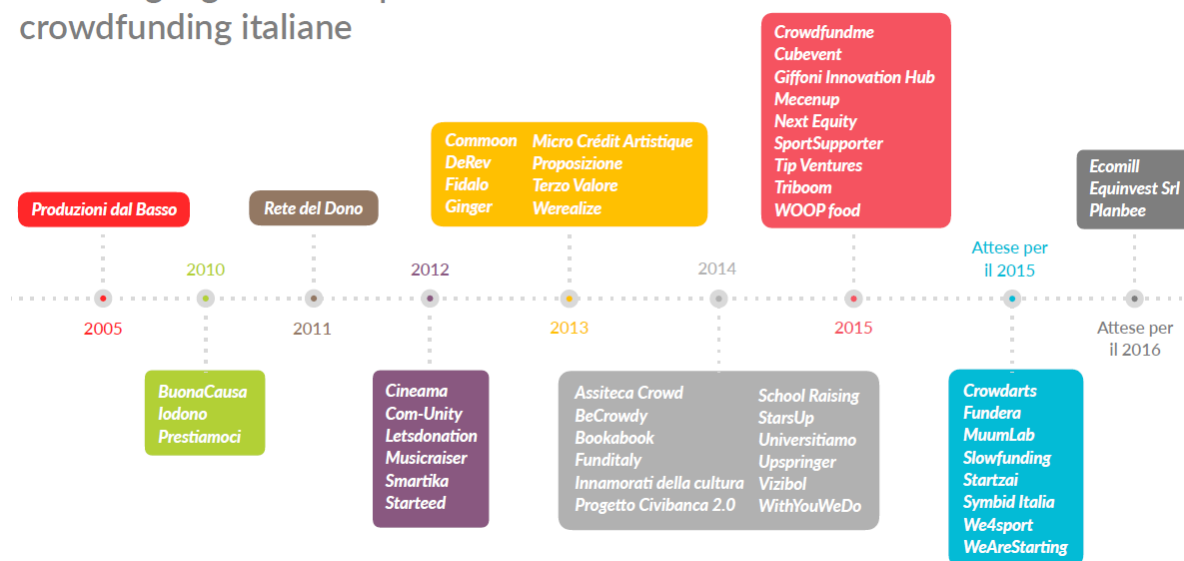 crowdfunding italiane
Produzioni dal Basso
2005
2010
BuonaCausa
Iodono
Prestiamoci
Rete del Dono
2011
2012
Cineama
Com-Unity
Letsdonation
Musicraiser
Smartika
Starteed
Commoon
DeRev
Fidalo
Ginger
Micro Crédit Artistique
Proposizione
Terzo Valore
Werealize
2013
2014
Assiteca Crowd
BeCrowdy
Bookabook
Funditaly
Innamorati della cultura
Progetto Civibanca 2.0
School Raising
StarsUp
Universitiamo
Upspringer
Vizibol
WithYouWeDo
Crowdfundme
Cubevent
Giffoni Innovation Hub
Mecenup
Next Equity
SportSupporter
Tip Ventures
Triboom
WOOP food
2015
Attese per
il 2015
Crowdarts
Fundera
MuumLab
Slowfunding
Startzai
Symbid Italia
We4sport
WeAreStarting
Ecomill
Equinvest Srl
Planbee
Attese per
il 2016